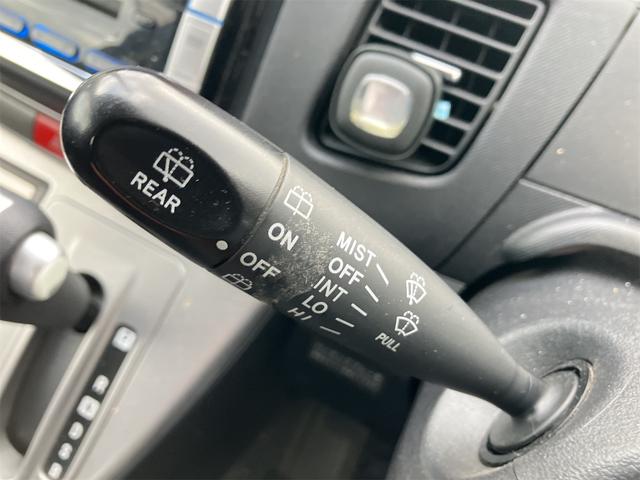 REAR
ON
OFF
MIST
OFF
INT
LO
HI
PULL